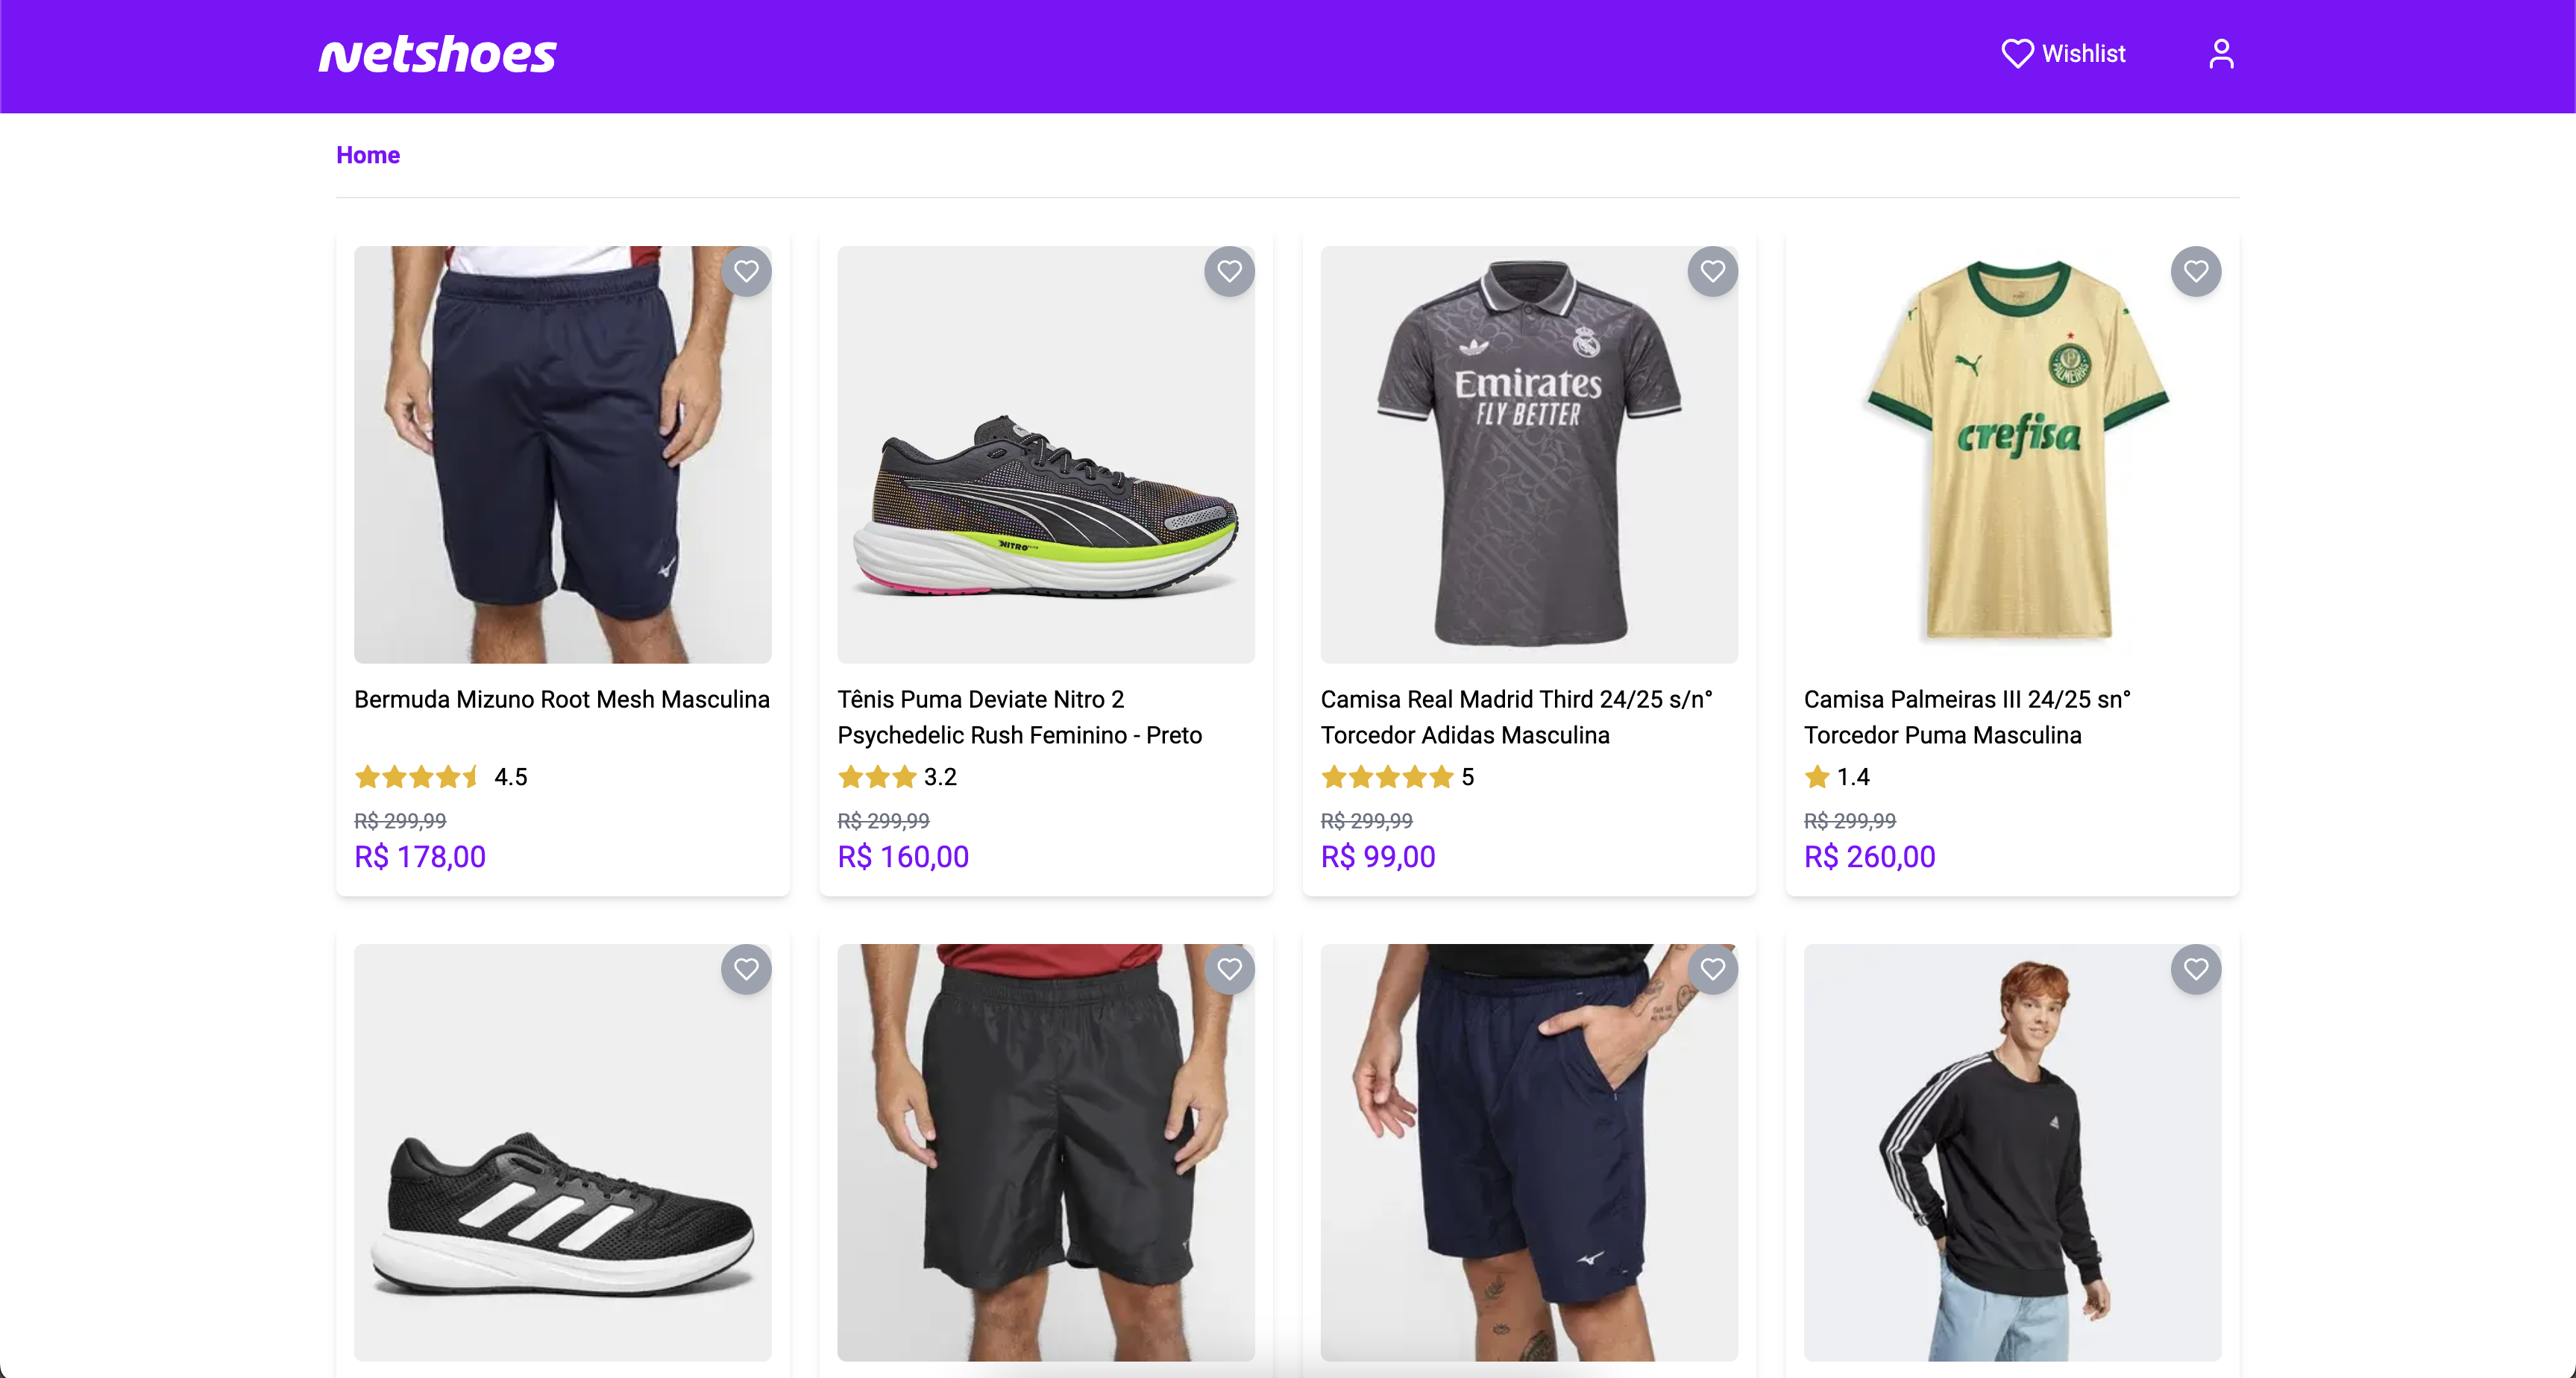 netshoes
Wishlist
Home
Emirates
FLY BETTER
PALMEIRAS
crefisa
NITRO
Bermuda Mizuno Root Mesh Masculina
4.5
R$ 299,99
R$ 178,00
Tênis Puma Deviate Nitro 2
Psychedelic Rush Feminino - Preto
3.2
R$ 299,99
R$ 160,00
Camisa Real Madrid Third 24/25 s/n°
Torcedor Adidas Masculina
5
R$ 299,99
R$ 99,00
Camisa Palmeiras III 24/25 sn°
Torcedor Puma Masculina
1.4
R$ 299,99
R$ 260,00